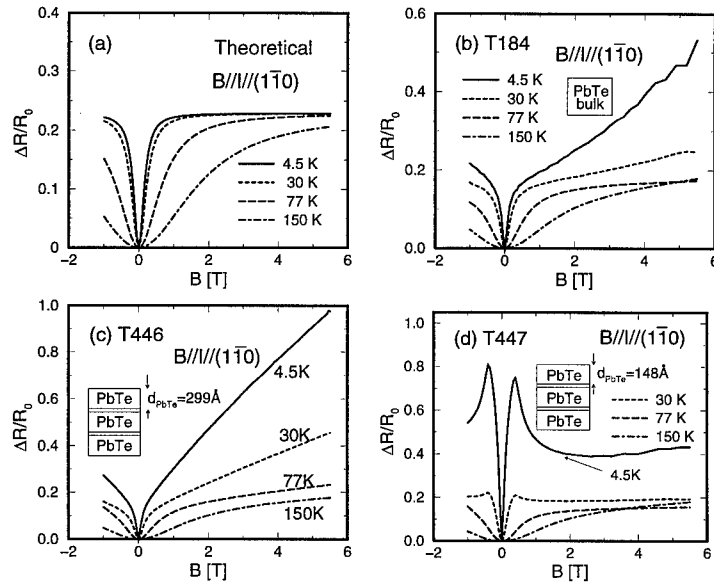 (a)
Theoretical
B//I//(11̄0)
4.5 K
30 K
77 K
150 K
ΔR/R₀
0.4
0.3
0.2
0.1
0
−2
0
2
4
6
B [T]
(b) T184
B//I//(11̄0)
4.5 K
30 K
77 K
150 K
PbTe
bulk
ΔR/R₀
0.6
0.4
0.2
0.0
−2
0
2
4
6
B [T]
(c) T446
B//I//(11̄0)
4.5K
PbTe
PbTe
PbTe
d_PbTe=299Å
30K
77K
150K
ΔR/R₀
1.0
0.8
0.6
0.4
0.2
0.0
−2
0
2
4
6
B [T]
(d) T447
B//I//(11̄0)
PbTe
PbTe
PbTe
d_PbTe=148Å
30 K
77 K
150 K
4.5K
ΔR/R₀
1.0
0.8
0.6
0.4
0.2
0.0
−2
0
2
4
6
B [T]